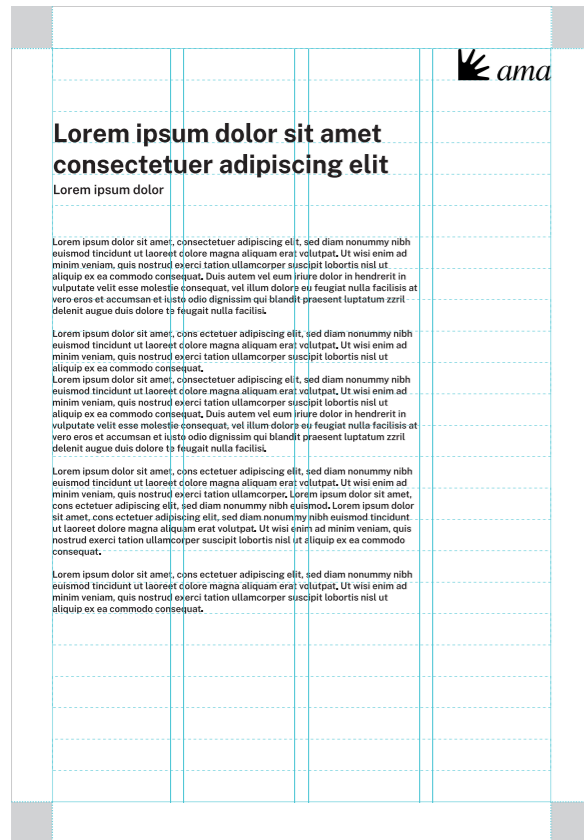 ama
Lorem ipsum dolor sit amet
consectetuer adipiscing elit
Lorem ipsum dolor
Lorem ipsum dolor sit amet, consectetuer adipiscing elit, sed diam nonummy nibh
euismod tincidunt ut laoreet dolore magna aliquam erat volutpat. Ut wisi enim ad
minim veniam, quis nostrud exerci tation ullamcorper suscipit lobortis nisl ut
aliquip ex ea commodo consequat. Duis autem vel eum iriure dolor in hendrerit in
vulputate velit esse molestie consequat, vel illum dolore eu feugiat nulla facilisis at
vero eros et accumsan et iusto odio dignissim qui blandit praesent luptatum zzril
delenit augue duis dolore te feugait nulla facilisi.
Lorem ipsum dolor sit amet, cons ectetuer adipiscing elit, sed diam nonummy nibh
euismod tincidunt ut laoreet dolore magna aliquam erat volutpat. Ut wisi enim ad
minim veniam, quis nostrud exerci tation ullamcorper suscipit lobortis nisl ut
aliquip ex ea commodo consequat.
Lorem ipsum dolor sit amet, consectetuer adipiscing elit, sed diam nonummy nibh
euismod tincidunt ut laoreet dolore magna aliquam erat volutpat. Ut wisi enim ad
minim veniam, quis nostrud exerci tation ullamcorper suscipit lobortis nisl ut
aliquip ex ea commodo consequat. Duis autem vel eum iriure dolor in hendrerit in
vulputate velit esse molestie consequat, vel illum dolore eu feugiat nulla facilisis at
vero eros et accumsan et iusto odio dignissim qui blandit praesent luptatum zzril
delenit augue duis dolore te feugait nulla facilisi.
Lorem ipsum dolor sit amet, cons ectetuer adipiscing elit, sed diam nonummy nibh
euismod tincidunt ut laoreet dolore magna aliquam erat volutpat. Ut wisi enim ad
minim veniam, quis nostrud exerci tation ullamcorper. Lorem ipsum dolor sit amet,
cons ectetuer adipiscing elit, sed diam nonummy nibh euismod. Lorem ipsum dolor
sit amet, cons ectetuer adipiscing elit, sed diam nonummy nibh euismod tincidunt
ut laoreet dolore magna aliquam erat volutpat. Ut wisi enim ad minim veniam, quis
nostrud exerci tation ullamcorper suscipit lobortis nisl ut aliquip ex ea commodo
consequat.
Lorem ipsum dolor sit amet, cons ectetuer adipiscing elit, sed diam nonummy nibh
euismod tincidunt ut laoreet dolore magna aliquam erat volutpat. Ut wisi enim ad
minim veniam, quis nostrud exerci tation ullamcorper suscipit lobortis nisl ut
aliquip ex ea commodo consequat.